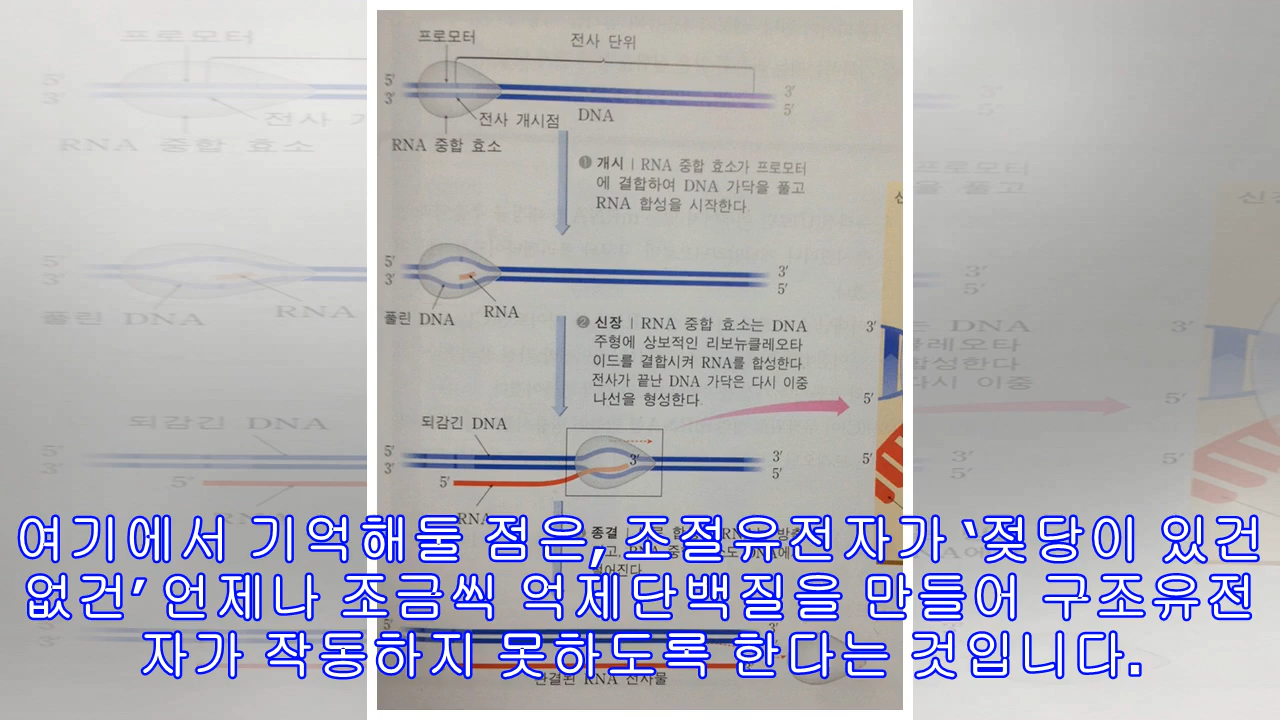 프로모터
전사 단위
5′
3′
3′
5′
전사 개시점
DNA
RNA 중합 효소
❶ 개시 | RNA 중합 효소가 프로모터
에 결합하여 DNA 가닥을 풀고
RNA 합성을 시작한다.
5′
3′
3′
5′
풀린 DNA
RNA
❷ 신장 | RNA 중합 효소는 DNA
주형에 상보적인 리보뉴클레오타
이드를 결합시켜 RNA를 합성한다.
전사가 끝난 DNA 가닥은 다시 이중
나선을 형성한다.
3′
5′
5′
되감긴 DNA
5′
3′
3′
3′
5′
5′
RNA
종결 |
여기에서 기억해둘 점은, 조절유전자가 ‘젖당이 있건
없건’ 언제나 조금씩 억제단백질을 만들어 구조유전
자가 작동하지 못하도록 한다는 것입니다.
5′
완결된 RNA 전사물